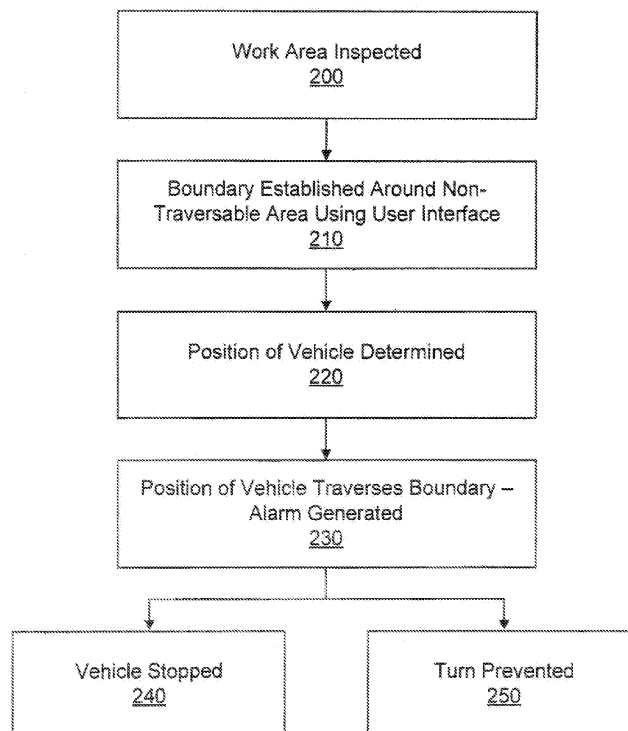 Work Area Inspected
200
Boundary Established Around Non-
Traversable Area Using User Interface
210
Position of Vehicle Determined
220
Position of Vehicle Traverses Boundary –
Alarm Generated
230
Vehicle Stopped
240
Turn Prevented
250